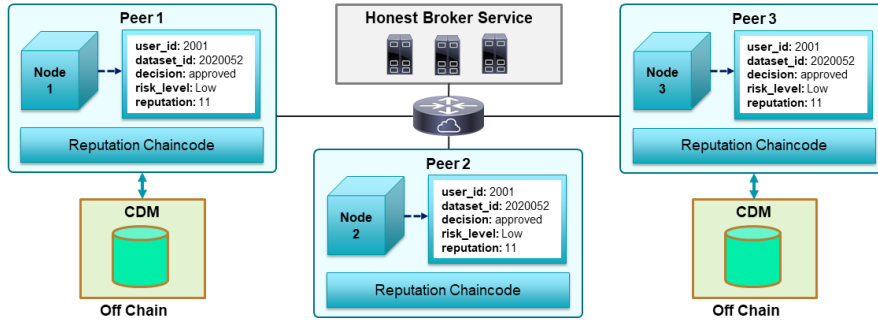 Peer 1
Node
1
user_id: 2001
dataset_id: 2020052
decision: approved
risk_level: Low
reputation: 11
Reputation Chaincode
CDM
Off Chain
Honest Broker Service
Peer 2
Node
2
user_id: 2001
dataset_id: 2020052
decision: approved
risk_level: Low
reputation: 11
Reputation Chaincode
Peer 3
Node
3
user_id: 2001
dataset_id: 2020052
decision: approved
risk_level: Low
reputation: 11
Reputation Chaincode
CDM
Off Chain